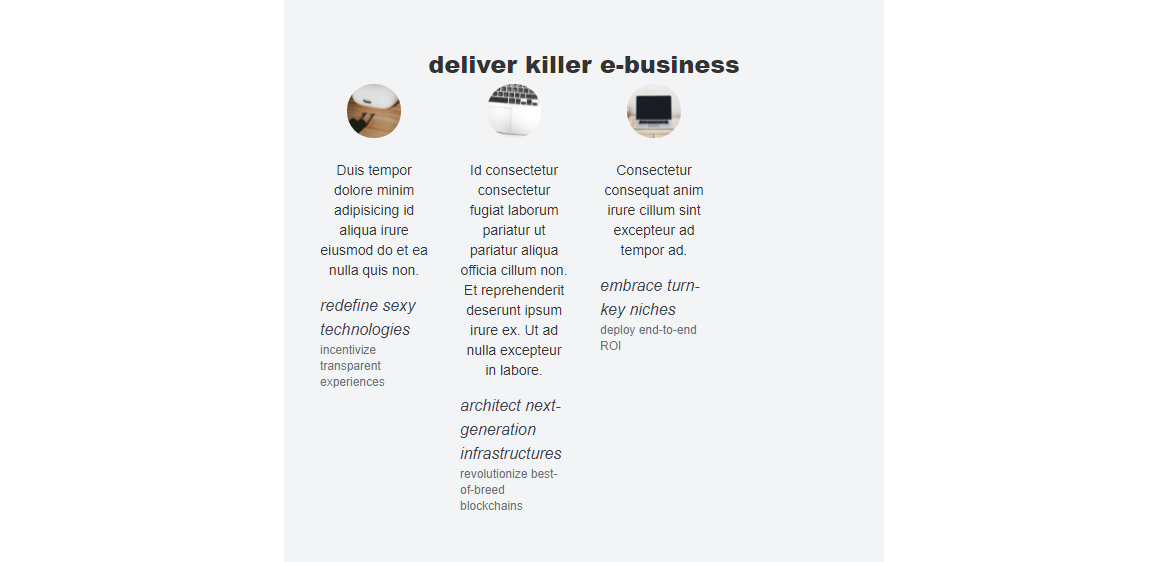 deliver killer e-business
Duis tempor
dolore minim
adipisicing id
aliqua irure
eiusmod do et ea
nulla quis non.
redefine sexy
technologies
incentivize
transparent
experiences
Id consectetur
consectetur
fugiat laborum
pariatur ut
pariatur aliqua
officia cillum non.
Et reprehenderit
deserunt ipsum
irure ex. Ut ad
nulla excepteur
in labore.
architect next-
generation
infrastructures
revolutionize best-
of-breed
blockchains
Consectetur
consequat anim
irure cillum sint
excepteur ad
tempor ad.
embrace turn-
key niches
deploy end-to-end
ROI